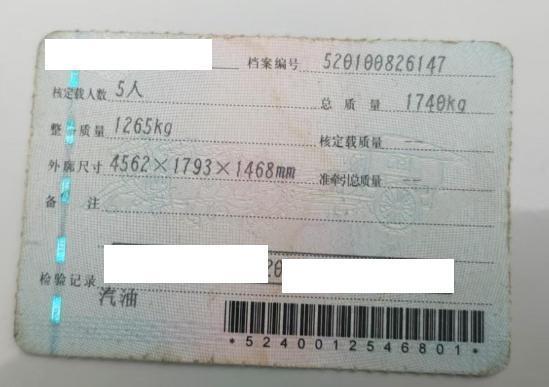 档案编号 520100826147
核定载人数 5人 总质量 1740kg
整备质量 1265kg 核定载质量 --
外廓尺寸 4562×1793×1468mm 准牵引总质量 --
备注
检验记录
汽油
*5240012546801*